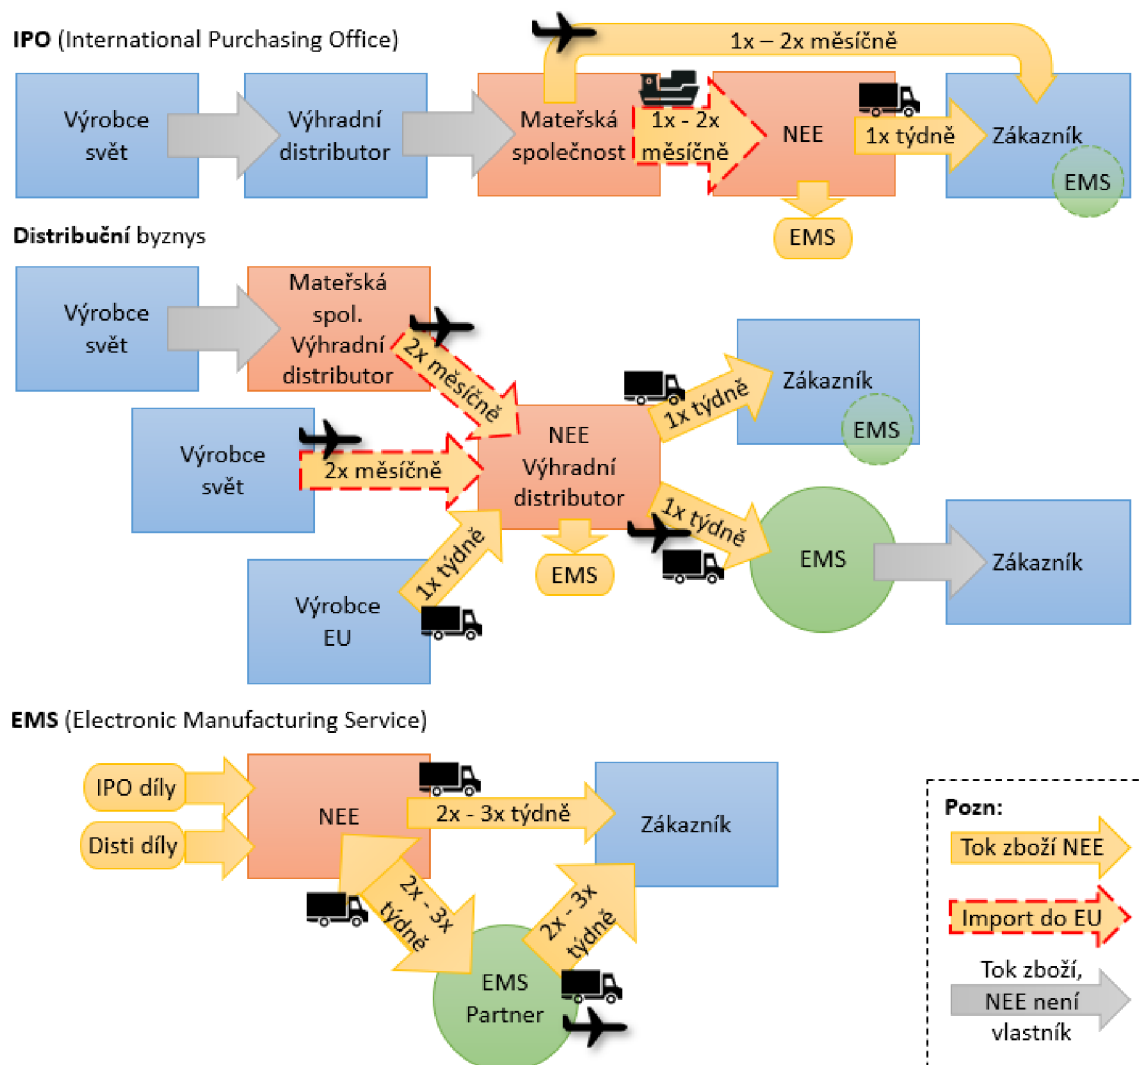 IPO (International Purchasing Office)
1x – 2x měsíčně
Výrobce
svět
Výhradní
distributor
Mateřská
společnost
1x - 2x
měsíčně
NEE
1x týdně
Zákazník
EMS
EMS
Distribuční byznys
Výrobce
svět
Mateřská
spol.
Výhradní
distributor
2x měsíčně
Výrobce
svět
2x měsíčně
NEE
Výhradní
distributor
1x týdně
Zákazník
EMS
1x týdně
EMS
Zákazník
EMS
1x týdně
Výrobce
EU
EMS (Electronic Manufacturing Service)
IPO díly
Disti díly
NEE
2x - 3x týdně
Zákazník
2x - 3x
týdně
2x - 3x
týdně
EMS
Partner
Pozn:
Tok zboží NEE
Import do EU
Tok zboží,
NEE není
vlastník